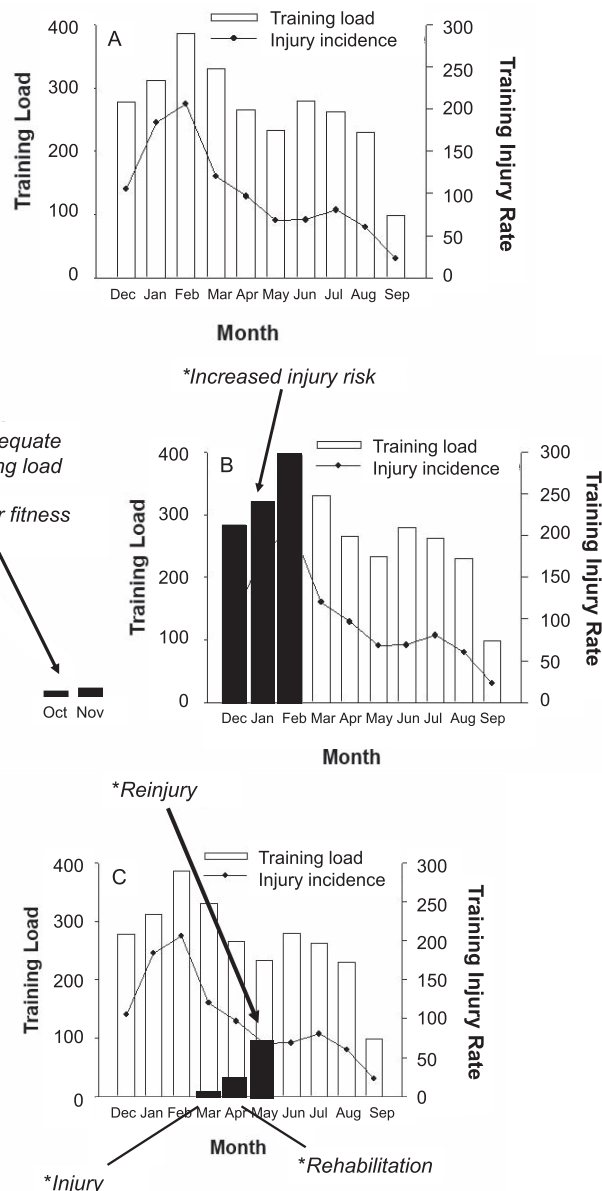 A
Training load
Injury incidence
400
300
200
100
0
Training Load
300
250
200
150
100
50
0
Training Injury Rate
Dec Jan Feb Mar Apr May Jun Jul Aug Sep
Month
*Increased injury risk
equate
ng load
r fitness
B
Training load
Injury incidence
400
300
200
100
0
Training Load
300
250
200
150
100
50
0
Training Injury Rate
Oct Nov
Dec Jan Feb Mar Apr May Jun Jul Aug Sep
Month
*Reinjury
C
Training load
Injury incidence
400
300
200
100
0
Training Load
300
250
200
150
100
50
0
Training Injury Rate
Dec Jan Feb Mar Apr May Jun Jul Aug Sep
Month
*Rehabilitation
*Injury